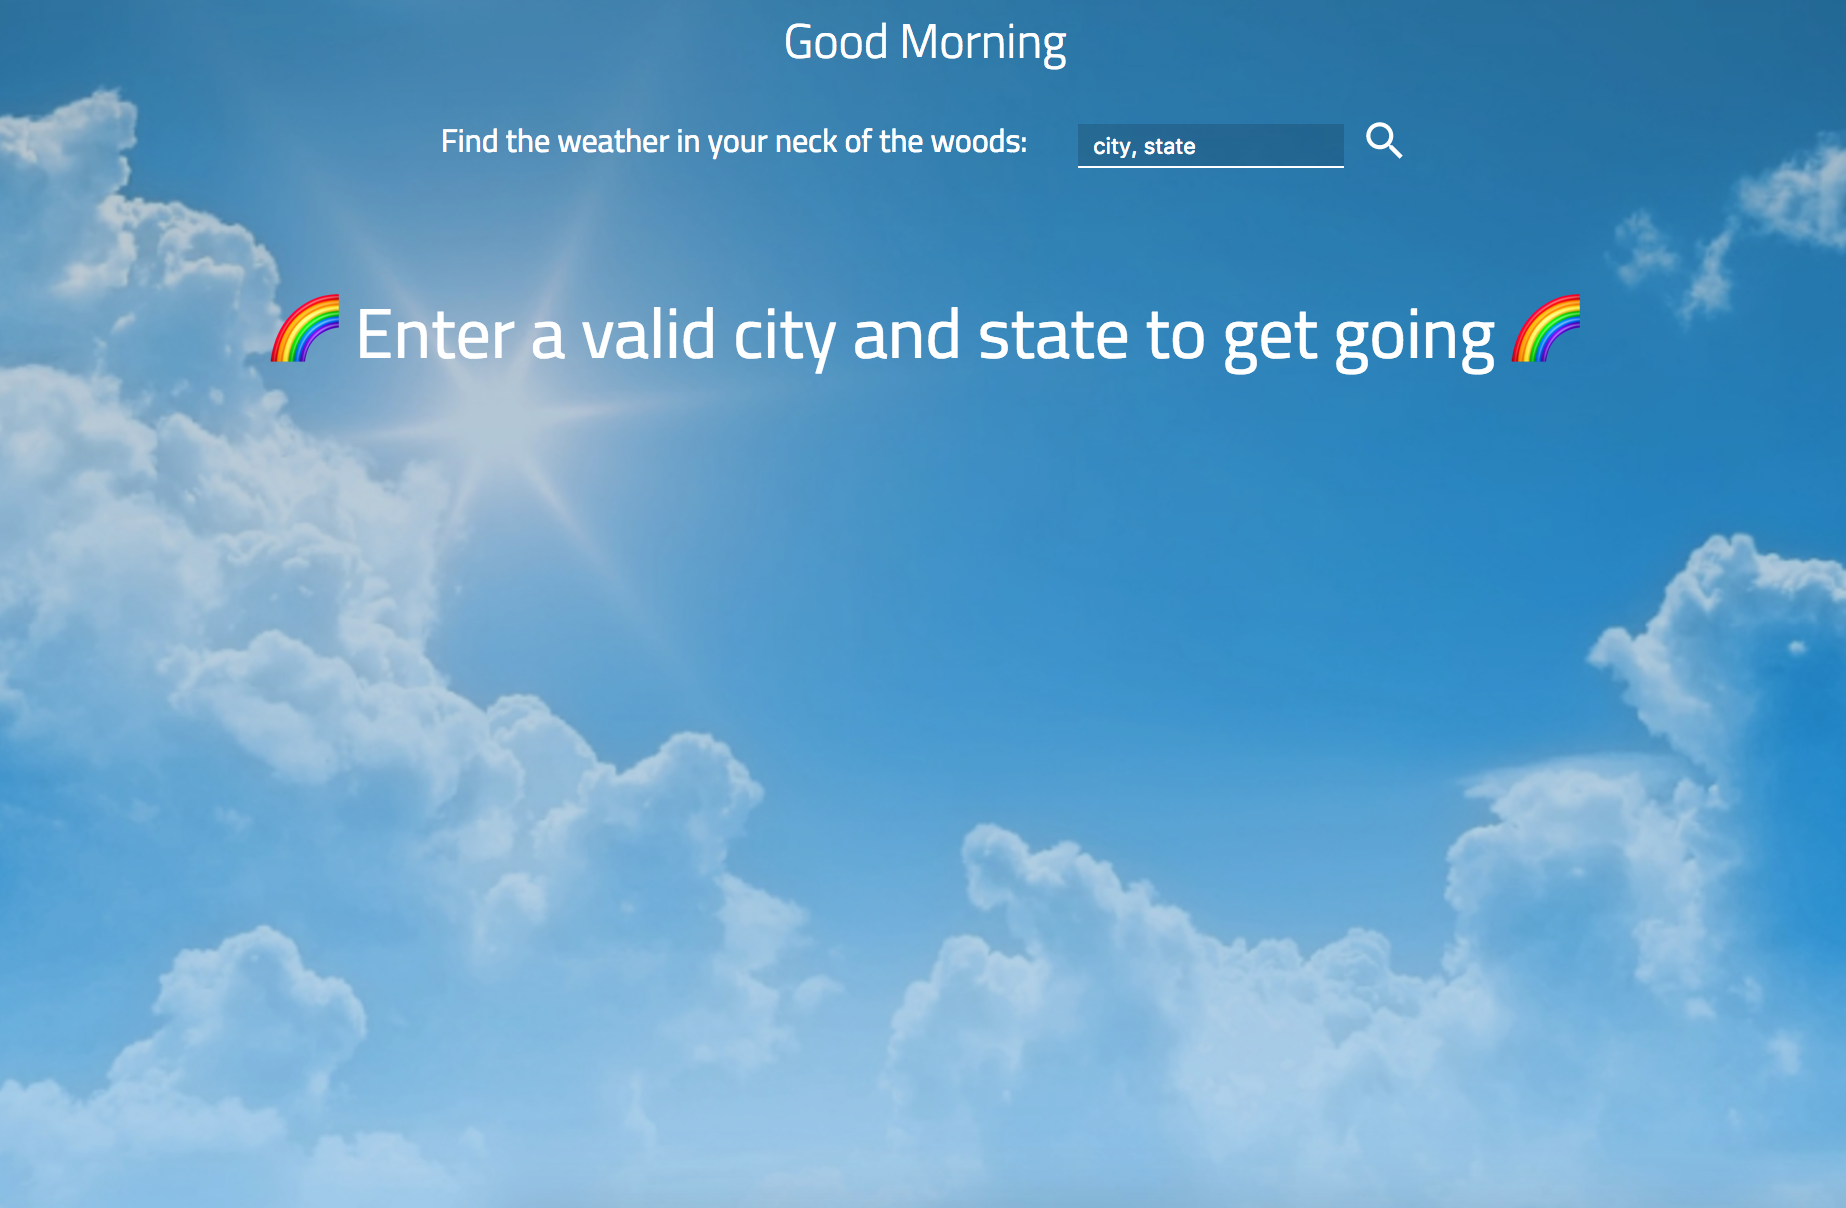 Good Morning
Find the weather in your neck of the woods: city, state
🌈 Enter a valid city and state to get going 🌈